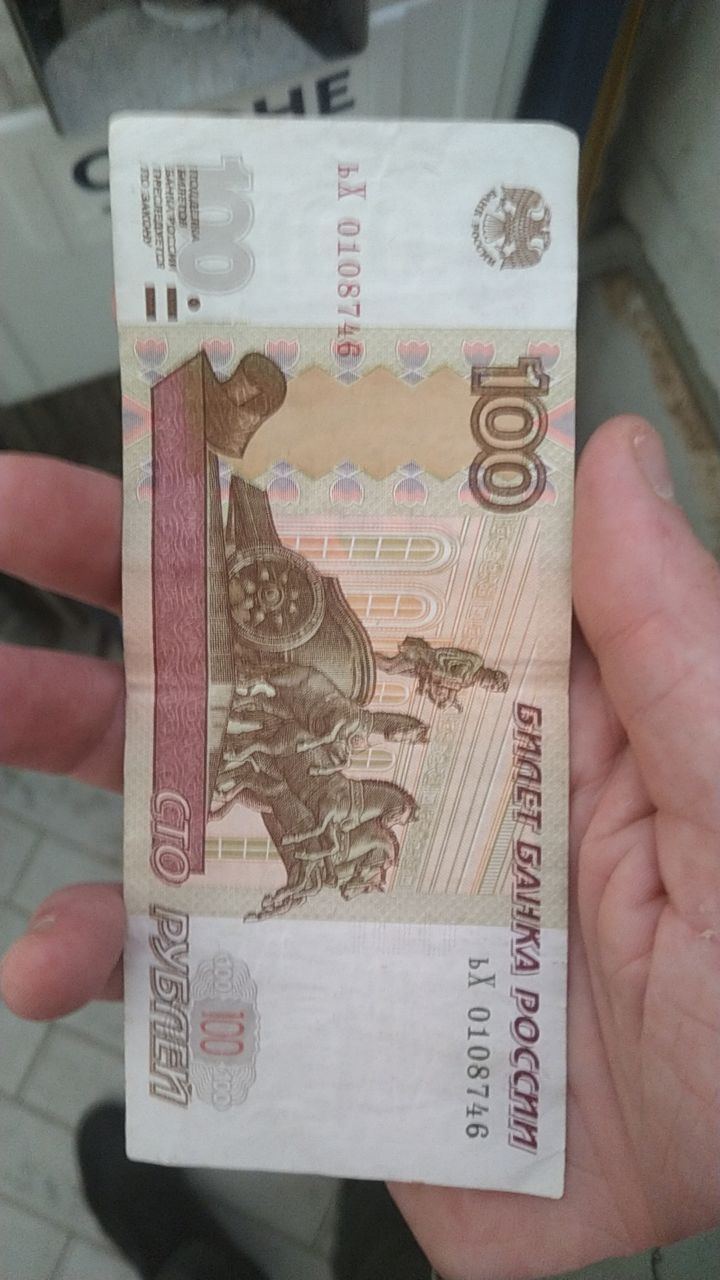 БАНК РОССИИ
100
БИЛЕТ БАНКА РОССИИ
ьХ 0108746
ьХ 0108746
100
ПОДДЕЛКА
БИЛЕТОВ
БАНКА РОССИИ
ПРЕСЛЕДУЕТСЯ
ПО ЗАКОНУ
100 100 100
СТО РУБЛЕЙ
НЕ